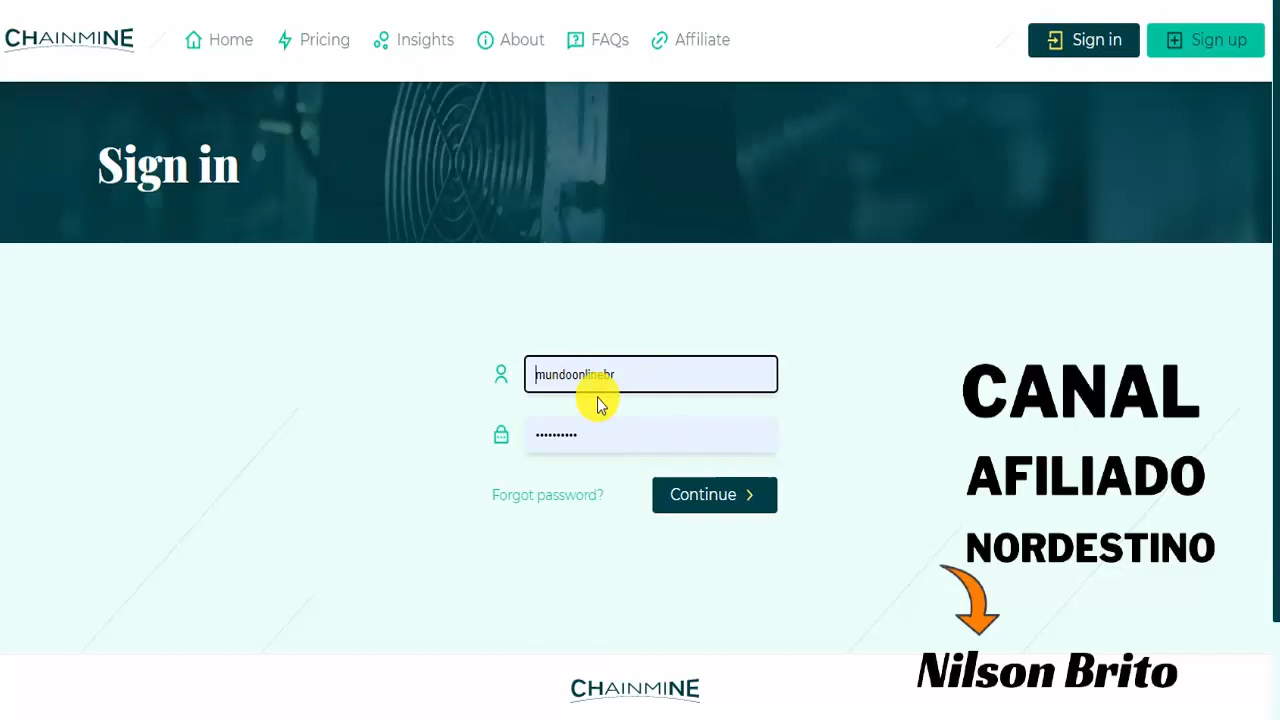 CHAINMINE
Home
Pricing
Insights
About
FAQs
Affiliate
Sign in
Sign up
Sign in
mundoonlinebr
••••••••••
Forgot password?
Continue
CANAL
AFILIADO
NORDESTINO
Nilson Brito
CHAINMINE